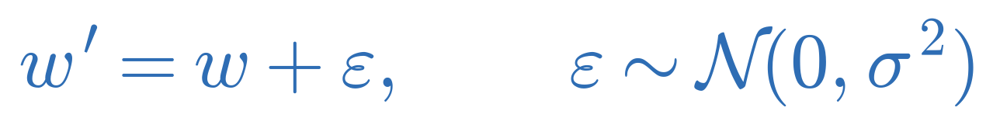 w′ = w + ε, ε ∼ 𝒩(0, σ²)